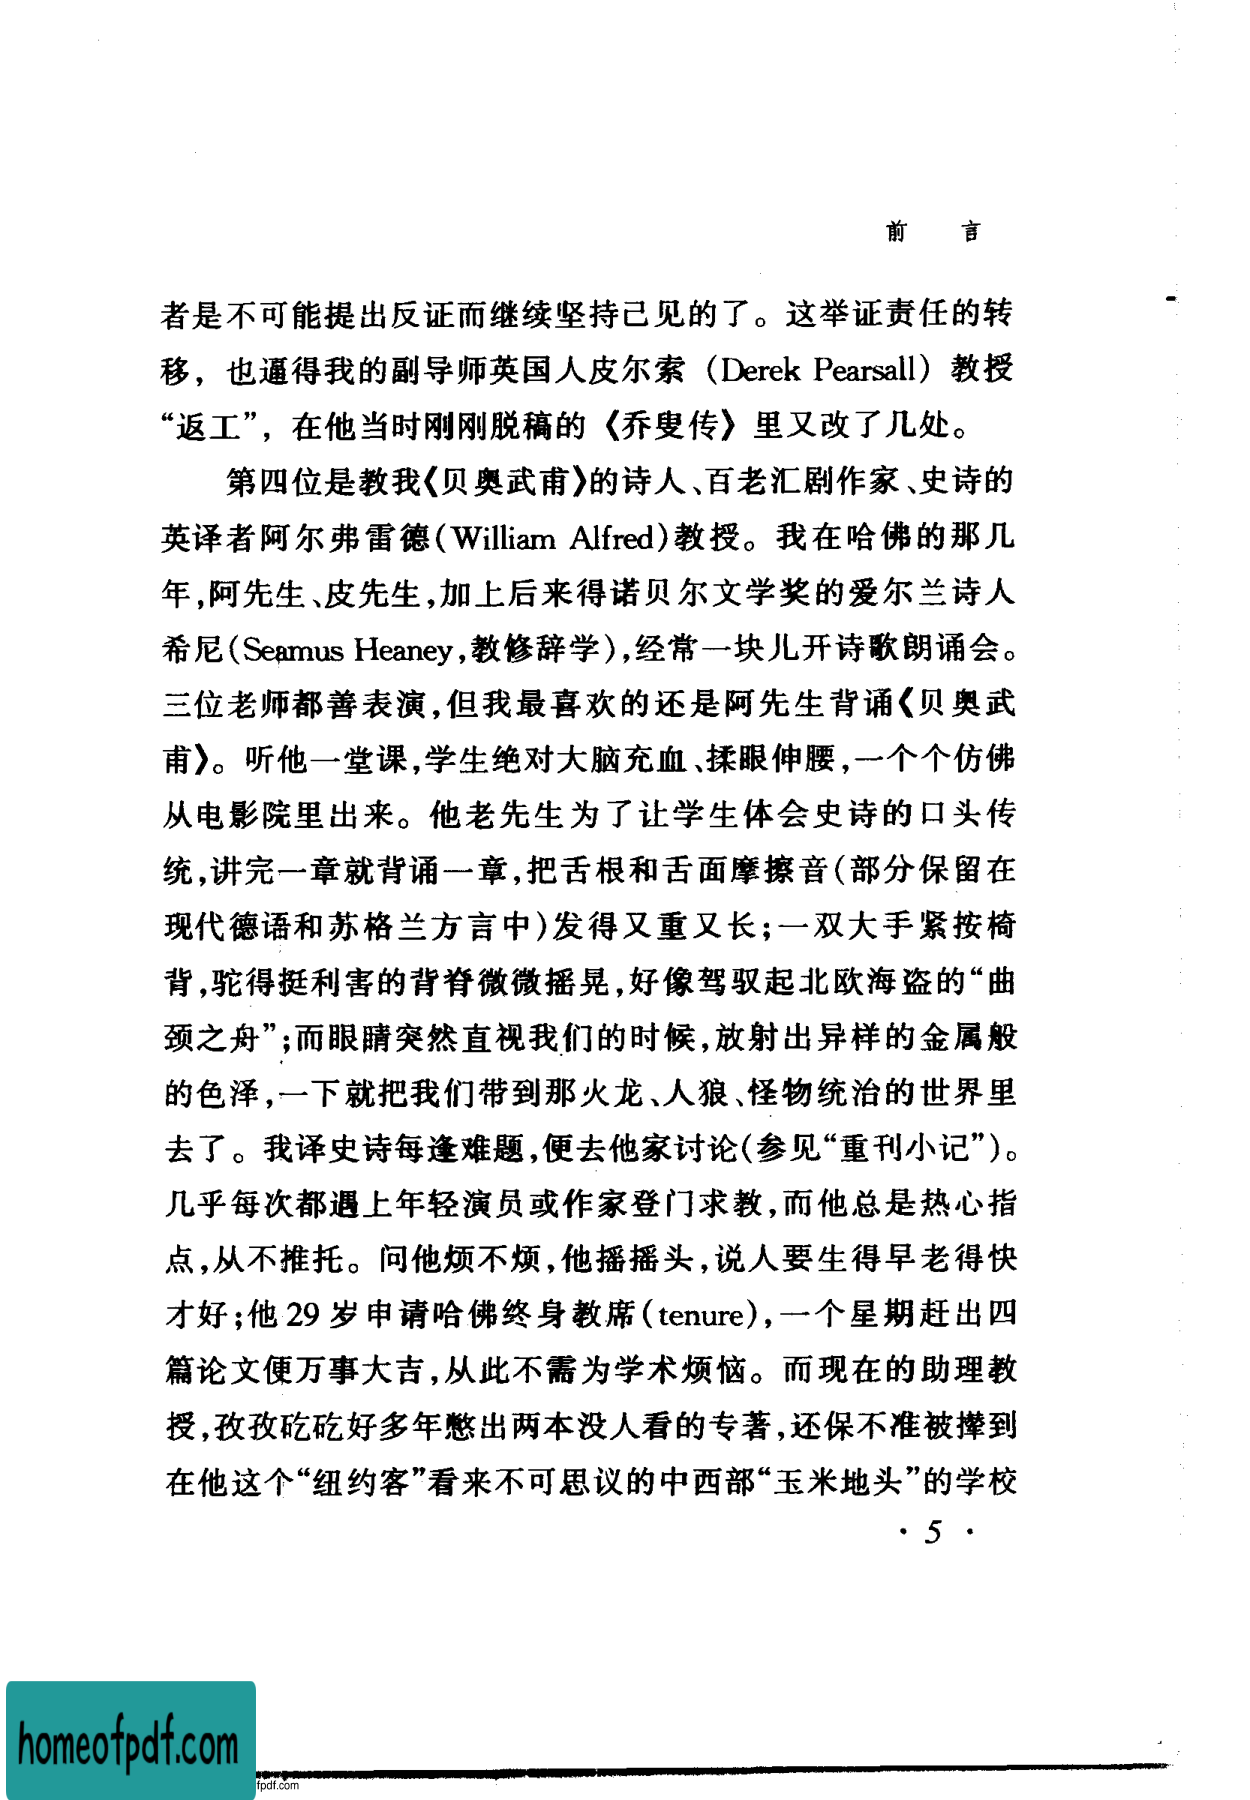 前 言
者是不可能提出反证而继续坚持己见的了。这举证责任的转
移，也逼得我的副导师英国人皮尔索（Derek Pearsall）教授
“返工”，在他当时刚刚脱稿的《乔叟传》里又改了几处。
第四位是教我《贝奥武甫》的诗人、百老汇剧作家、史诗的
英译者阿尔弗雷德(William Alfred)教授。我在哈佛的那几
年,阿先生、皮先生,加上后来得诺贝尔文学奖的爱尔兰诗人
希尼(Seamus Heaney,教修辞学),经常一块儿开诗歌朗诵会。
三位老师都善表演,但我最喜欢的还是阿先生背诵《贝奥武
甫》。听他一堂课,学生绝对大脑充血、揉眼伸腰,一个个仿佛
从电影院里出来。他老先生为了让学生体会史诗的口头传
统,讲完一章就背诵一章,把舌根和舌面摩擦音(部分保留在
现代德语和苏格兰方言中)发得又重又长;一双大手紧按椅
背,驼得挺利害的背脊微微摇晃,好像驾驭起北欧海盗的“曲
颈之舟”;而眼睛突然直视我们的时候,放射出异样的金属般
的色泽,一下就把我们带到那火龙、人狼、怪物统治的世界里
去了。我译史诗每逢难题,便去他家讨论(参见“重刊小记”)。
几乎每次都遇上年轻演员或作家登门求教,而他总是热心指
点,从不推托。问他烦不烦,他摇摇头,说人要生得早老得快
才好;他 29 岁申请哈佛终身教席(tenure),一个星期赶出四
篇论文便万事大吉,从此不需为学术烦恼。而现在的助理教
授,孜孜矻矻好多年憋出两本没人看的专著,还保不准被撵到
在他这个“纽约客”看来不可思议的中西部“玉米地头”的学校
· 5 ·
homeofpdf.com
fpdf.com